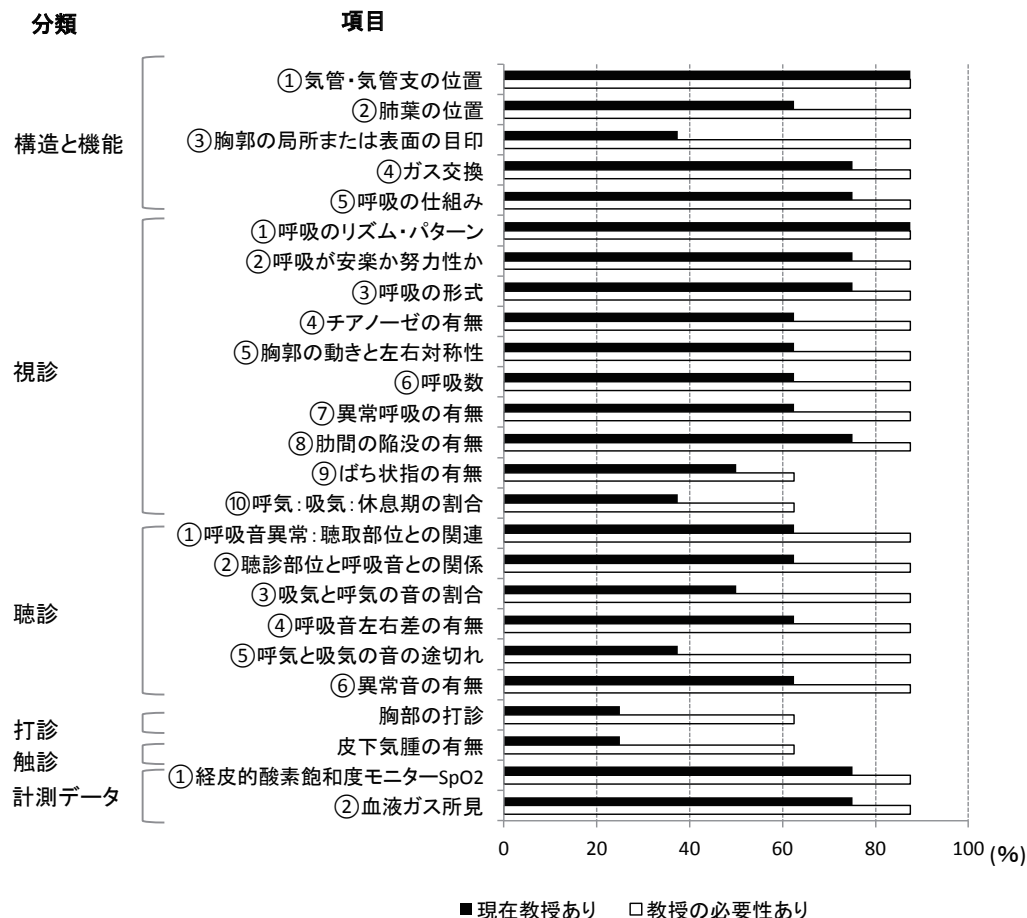 分類 項目
構造と機能
①気管・気管支の位置
②肺葉の位置
③胸郭の局所または表面の目印
④ガス交換
⑤呼吸の仕組み
視診
①呼吸のリズム・パターン
②呼吸が安楽か努力性か
③呼吸の形式
④チアノーゼの有無
⑤胸郭の動きと左右対称性
⑥呼吸数
⑦異常呼吸の有無
⑧肋間の陥没の有無
⑨ばち状指の有無
⑩呼気：吸気：休息期の割合
聴診
①呼吸音異常：聴取部位との関連
②聴診部位と呼吸音との関係
③吸気と呼気の音の割合
④呼吸音左右差の有無
⑤呼気と吸気の音の途切れ
⑥異常音の有無
打診
胸部の打診
触診
皮下気腫の有無
計測データ
①経皮的酸素飽和度モニターSpO2
②血液ガス所見
0 20 40 60 80 100 (%)
■現在教授あり □教授の必要性あり